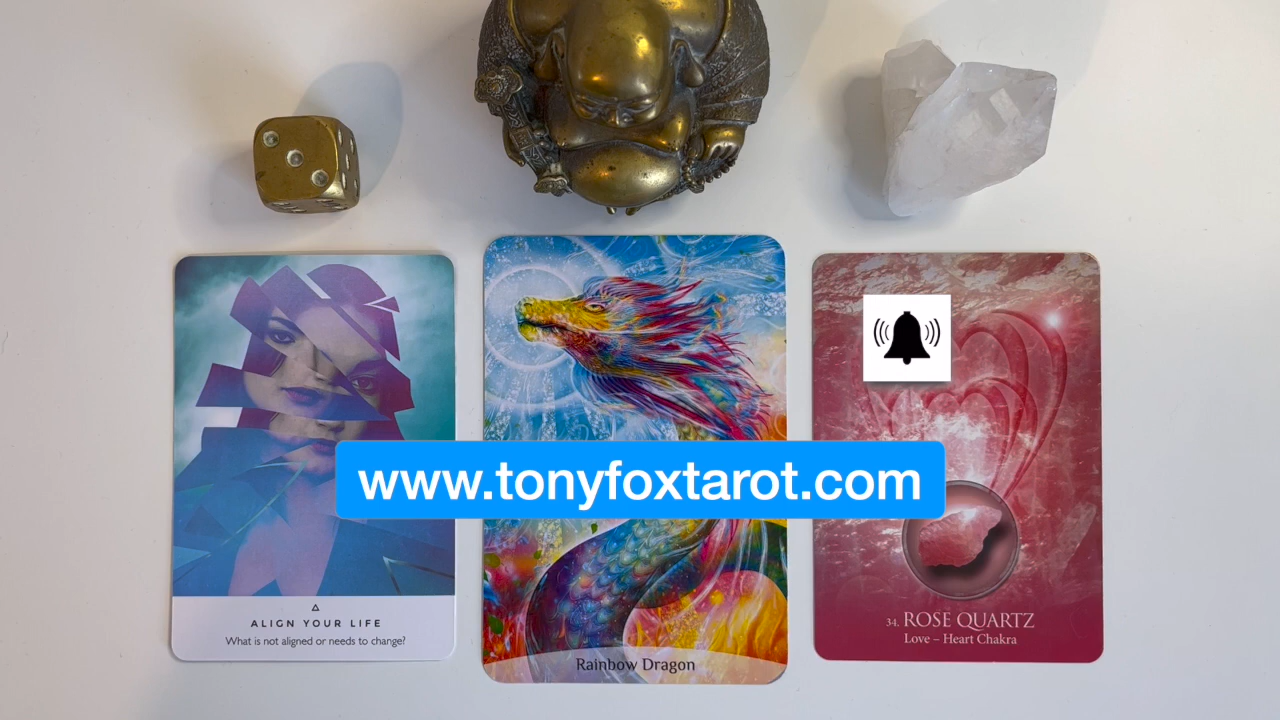 www.tonyfoxtarot.com
ALIGN YOUR LIFE
What is not aligned or needs to change?
Rainbow Dragon
34. ROSE QUARTZ
Love – Heart Chakra